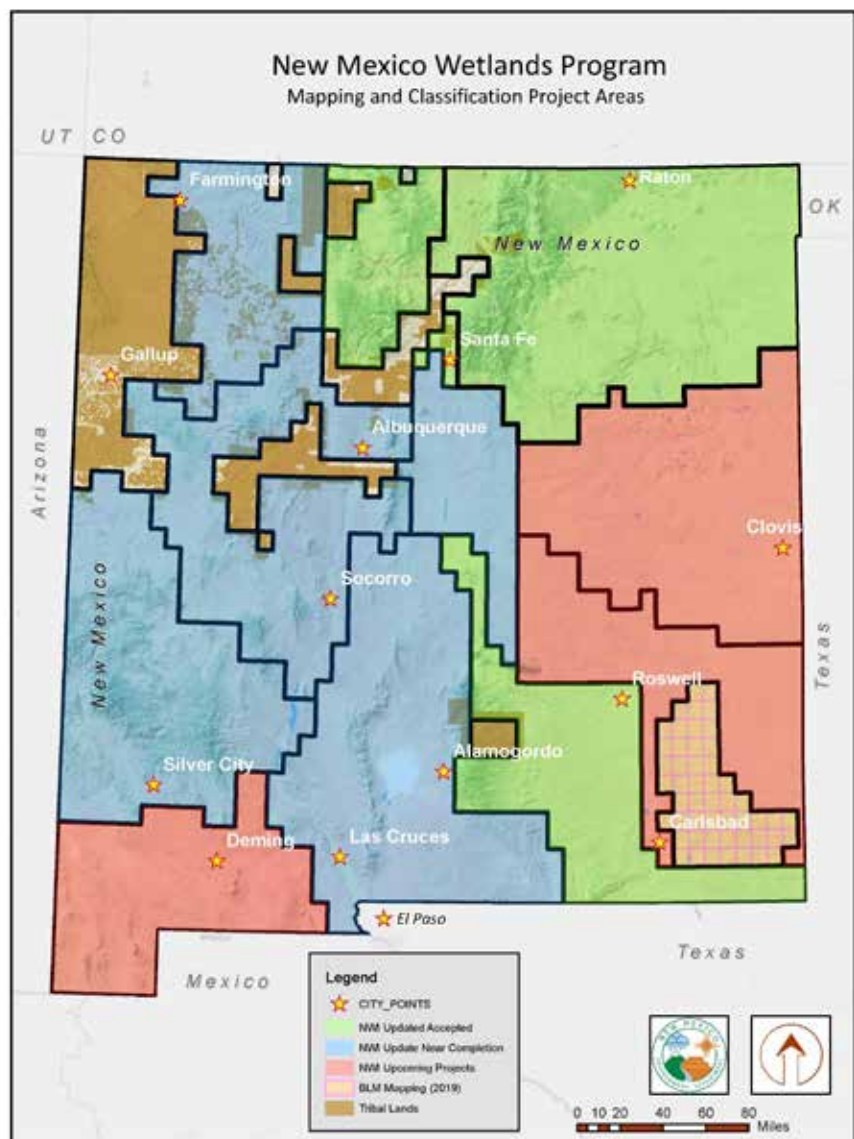 New Mexico Wetlands Program
Mapping and Classification Project Areas
UT CO
Farmington
Raton
OK
New Mexico
Santa Fe
Gallup
Albuquerque
Arizona
Clovis
Socorro
New Mexico
Texas
Roswell
Silver City
Alamogordo
Carlsbad
Deming
Las Cruces
El Paso
Texas
Mexico
Legend
CITY_POINTS
NWI Updated Accepted
NWI Update Near Completion
NWI Upcoming Projects
BLM Mapping (2019)
Tribal Lands
NEW MEXICO
0 10 20 40 60 80
Miles